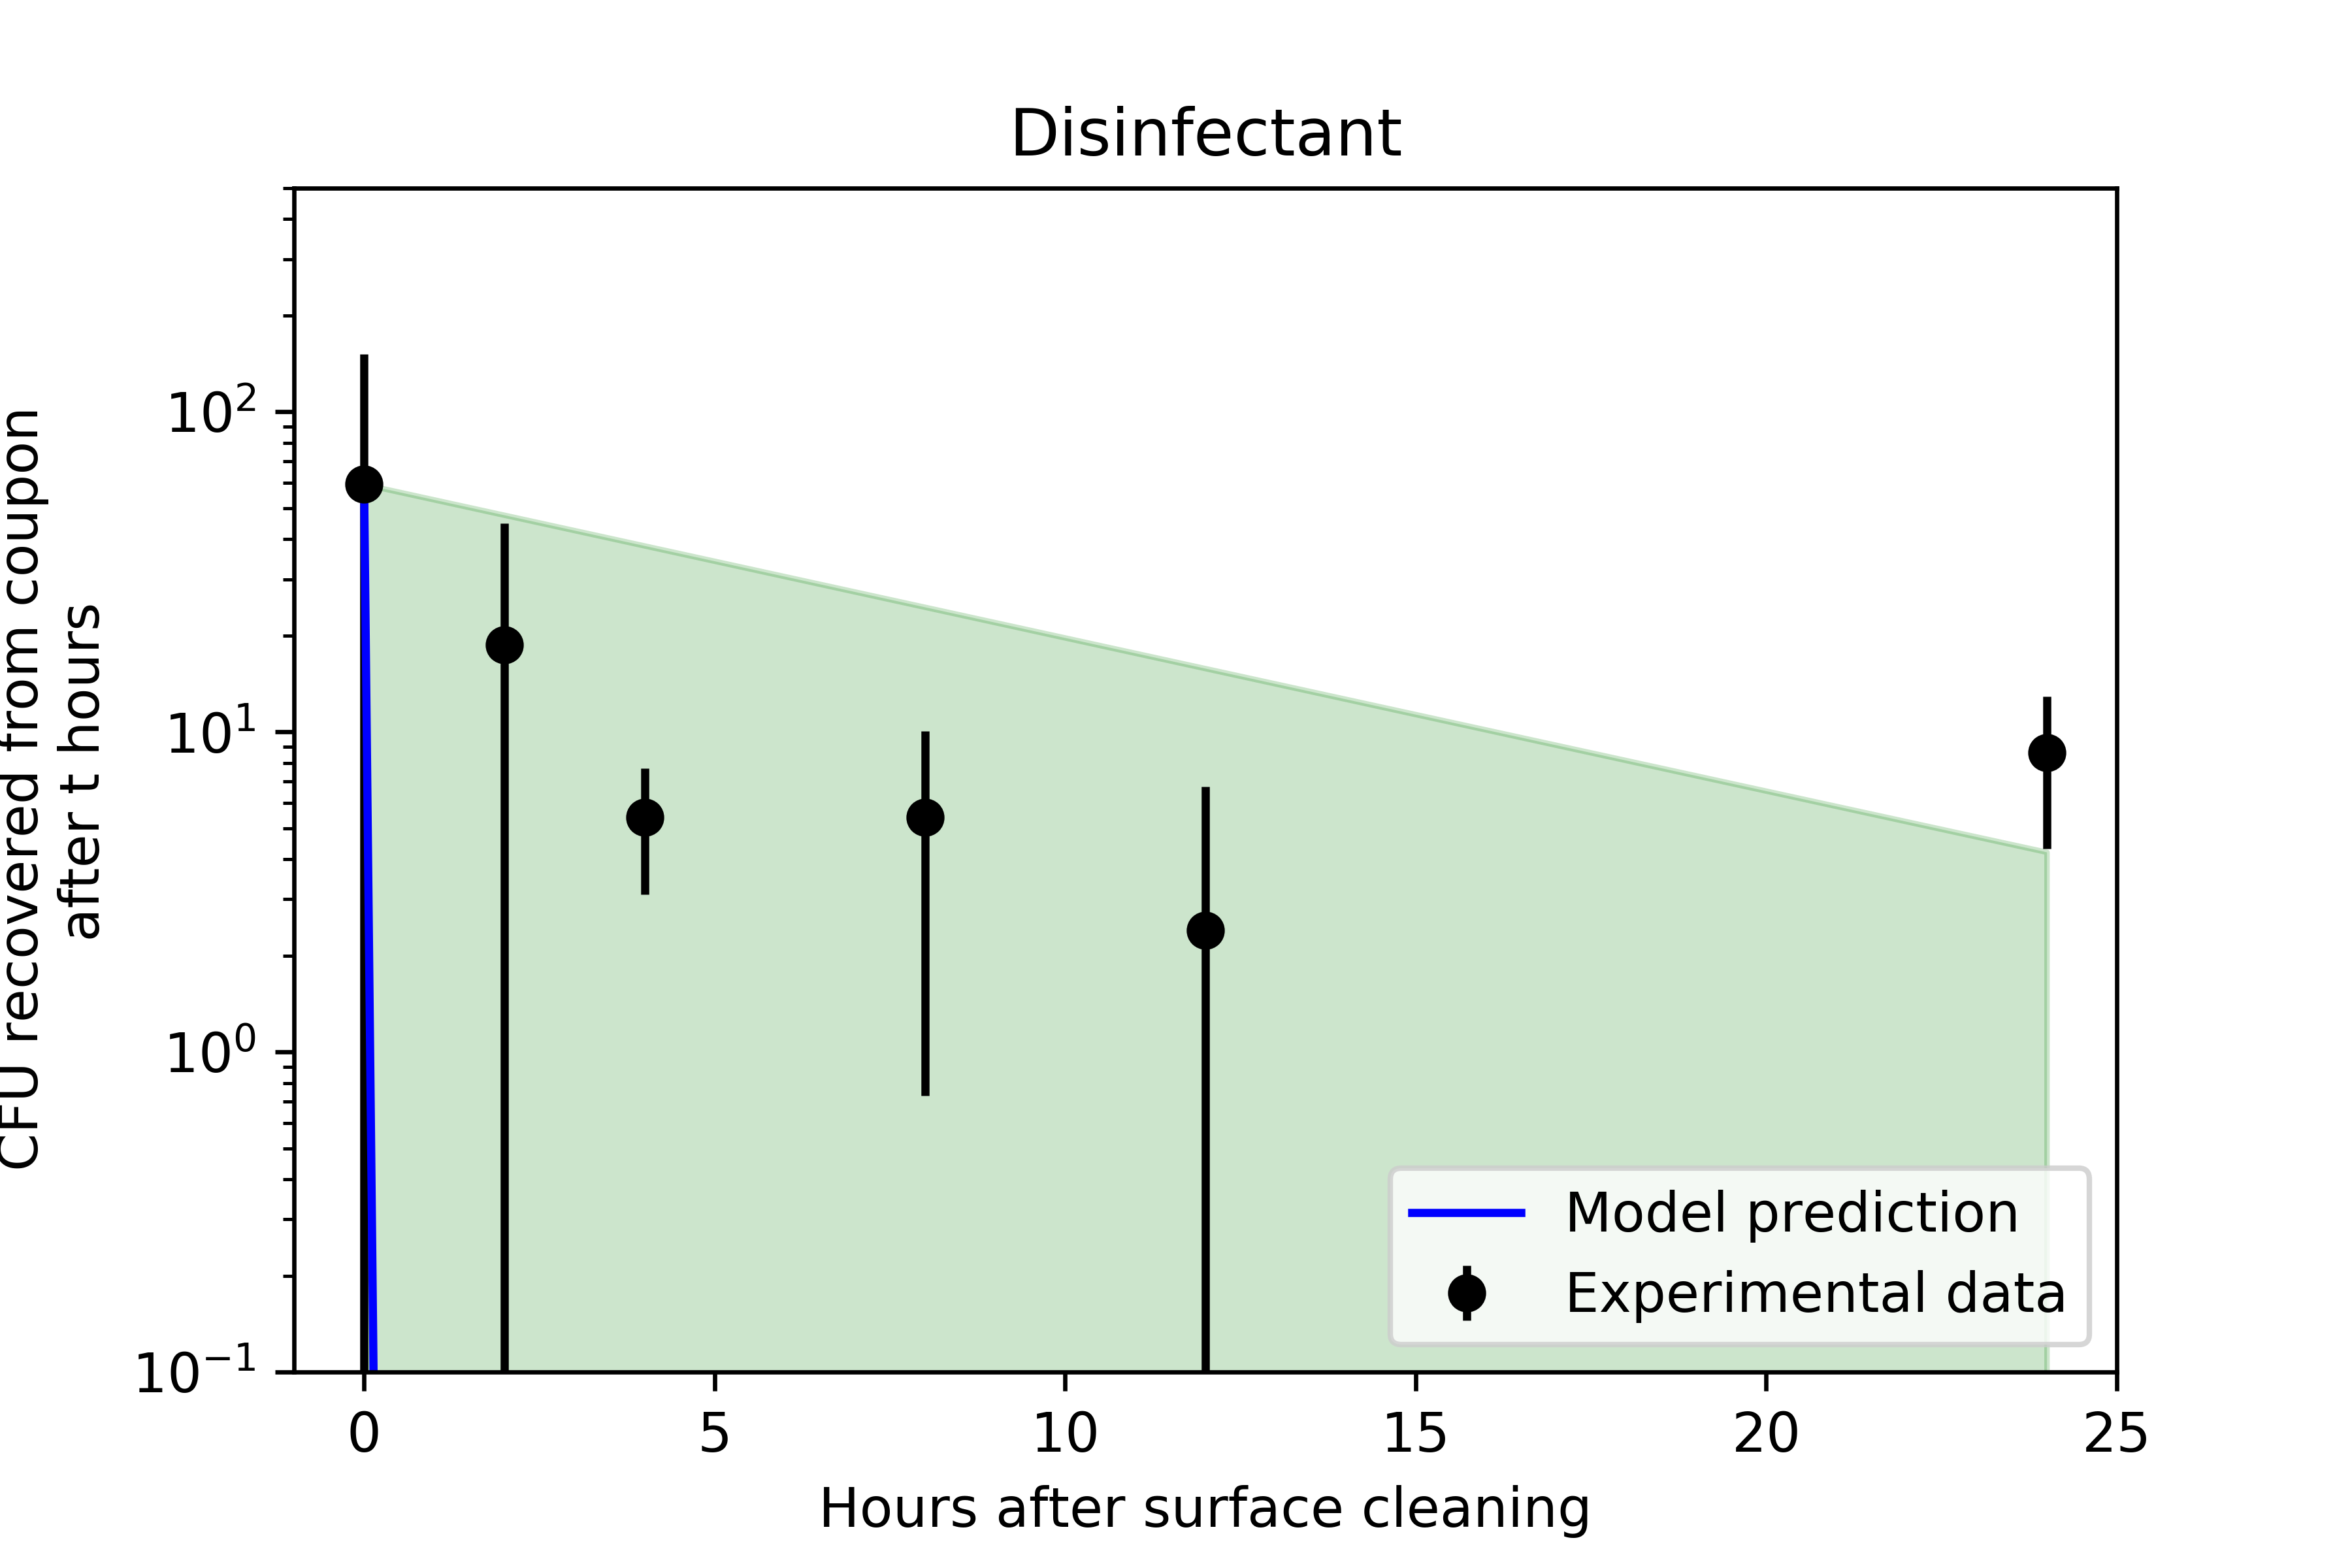 Disinfectant
CFU recovered from coupon
after t hours
10²
10¹
10⁰
10⁻¹
Model prediction
Experimental data
0 5 10 15 20 25
Hours after surface cleaning